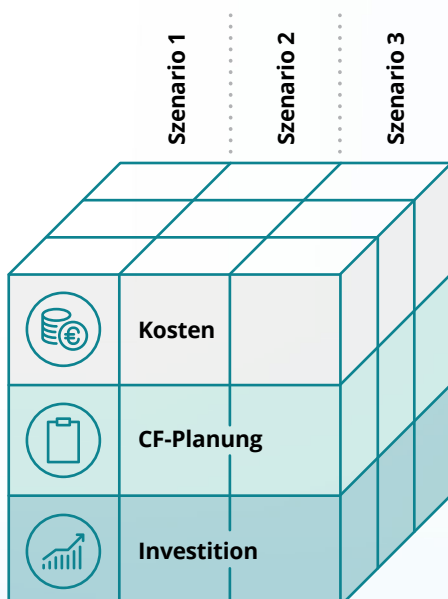 Szenario 1
Szenario 2
Szenario 3
€
Kosten
CF-Planung
Investition